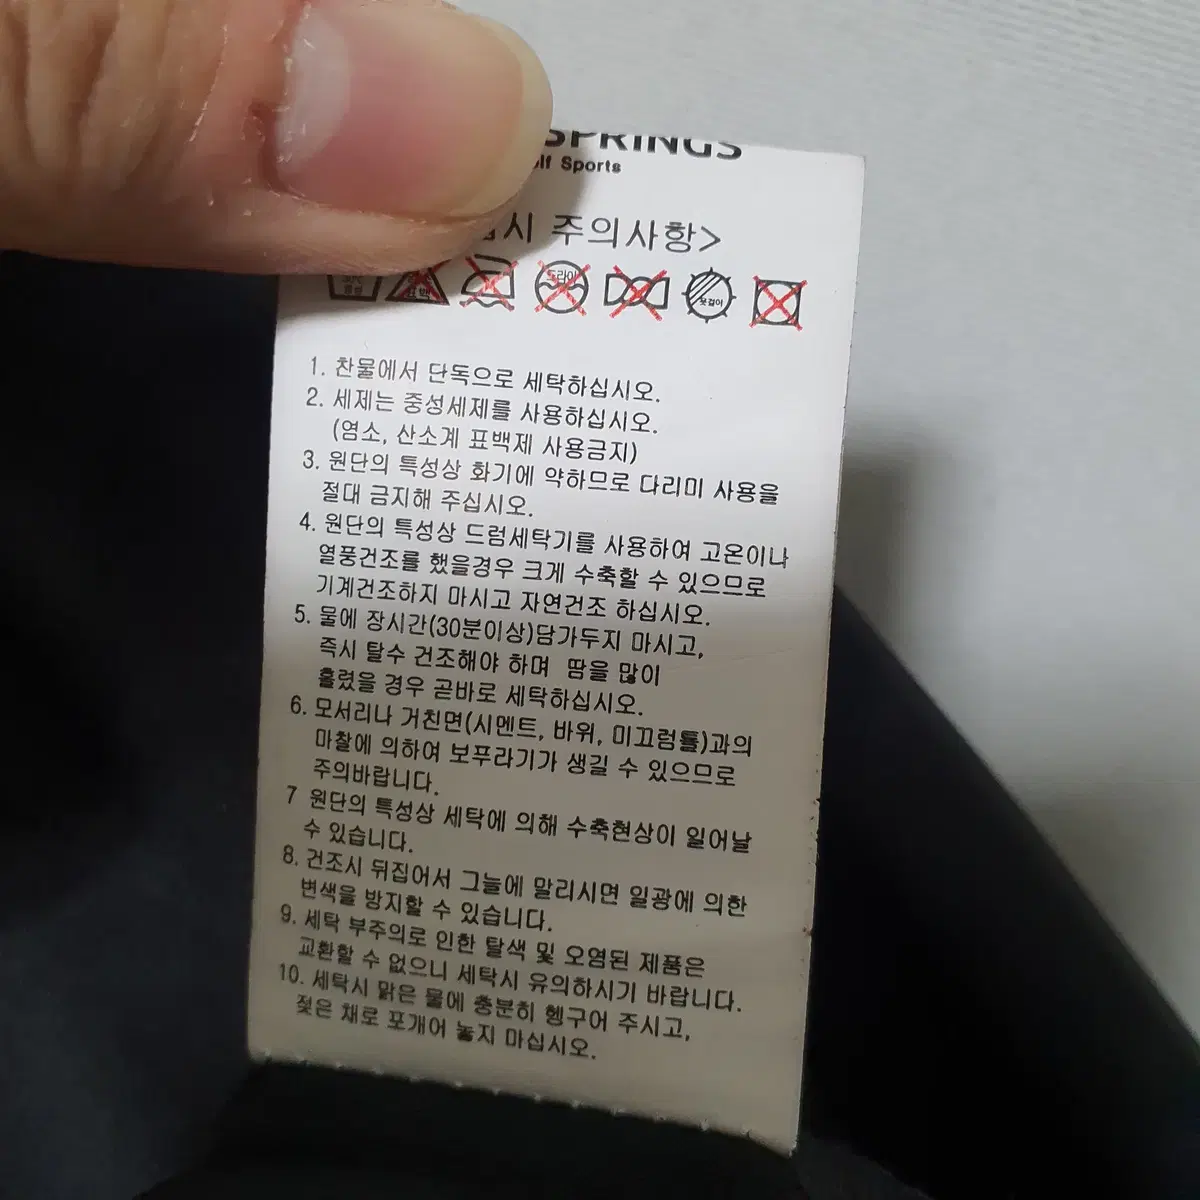 SPRINGS
lf Sports
시 주의사항>
표백 드라이 옷걸이
1. 찬물에서 단독으로 세탁하십시오.
2. 세제는 중성세제를 사용하십시오.
(염소, 산소계 표백제 사용금지)
3. 원단의 특성상 화기에 약하므로 다리미 사용을
절대 금지해 주십시오.
4. 원단의 특성상 드럼세탁기를 사용하여 고온이나
열풍건조를 했을경우 크게 수축할 수 있으므로
기계건조하지 마시고 자연건조 하십시오.
5. 물에 장시간(30분이상)담가두지 마시고,
즉시 탈수 건조해야 하며 땀을 많이
흘렸을 경우 곧바로 세탁하십시오.
6. 모서리나 거친면(시멘트, 바위, 미끄럼틀)과의
마찰에 의하여 보푸라기가 생길 수 있으므로
주의바랍니다.
7 원단의 특성상 세탁에 의해 수축현상이 일어날
수 있습니다.
8. 건조시 뒤집어서 그늘에 말리시면 일광에 의한
변색을 방지할 수 있습니다.
9. 세탁 부주의로 인한 탈색 및 오염된 제품은
교환할 수 없으니 세탁시 유의하시기 바랍니다.
10. 세탁시 맑은 물에 충분히 헹구어 주시고,
젖은 채로 포개어 놓지 마십시오.